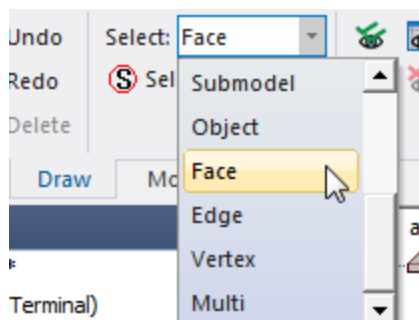 Undo Select: Face
Redo S Sel
Submodel
Delete
Object
Draw Mo
Face
Edge
a
Vertex
Terminal)
Multi